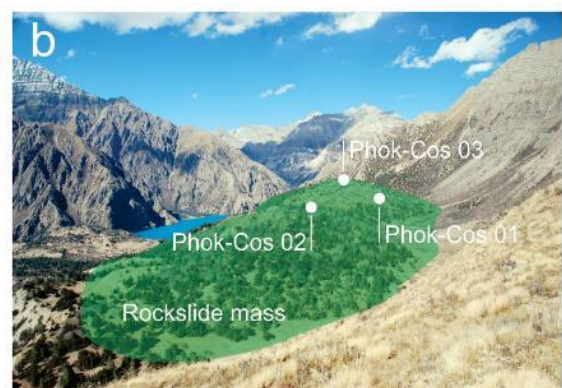 b
Phok-Cos 03
Phok-Cos 02
Phok-Cos 01
Rockslide mass